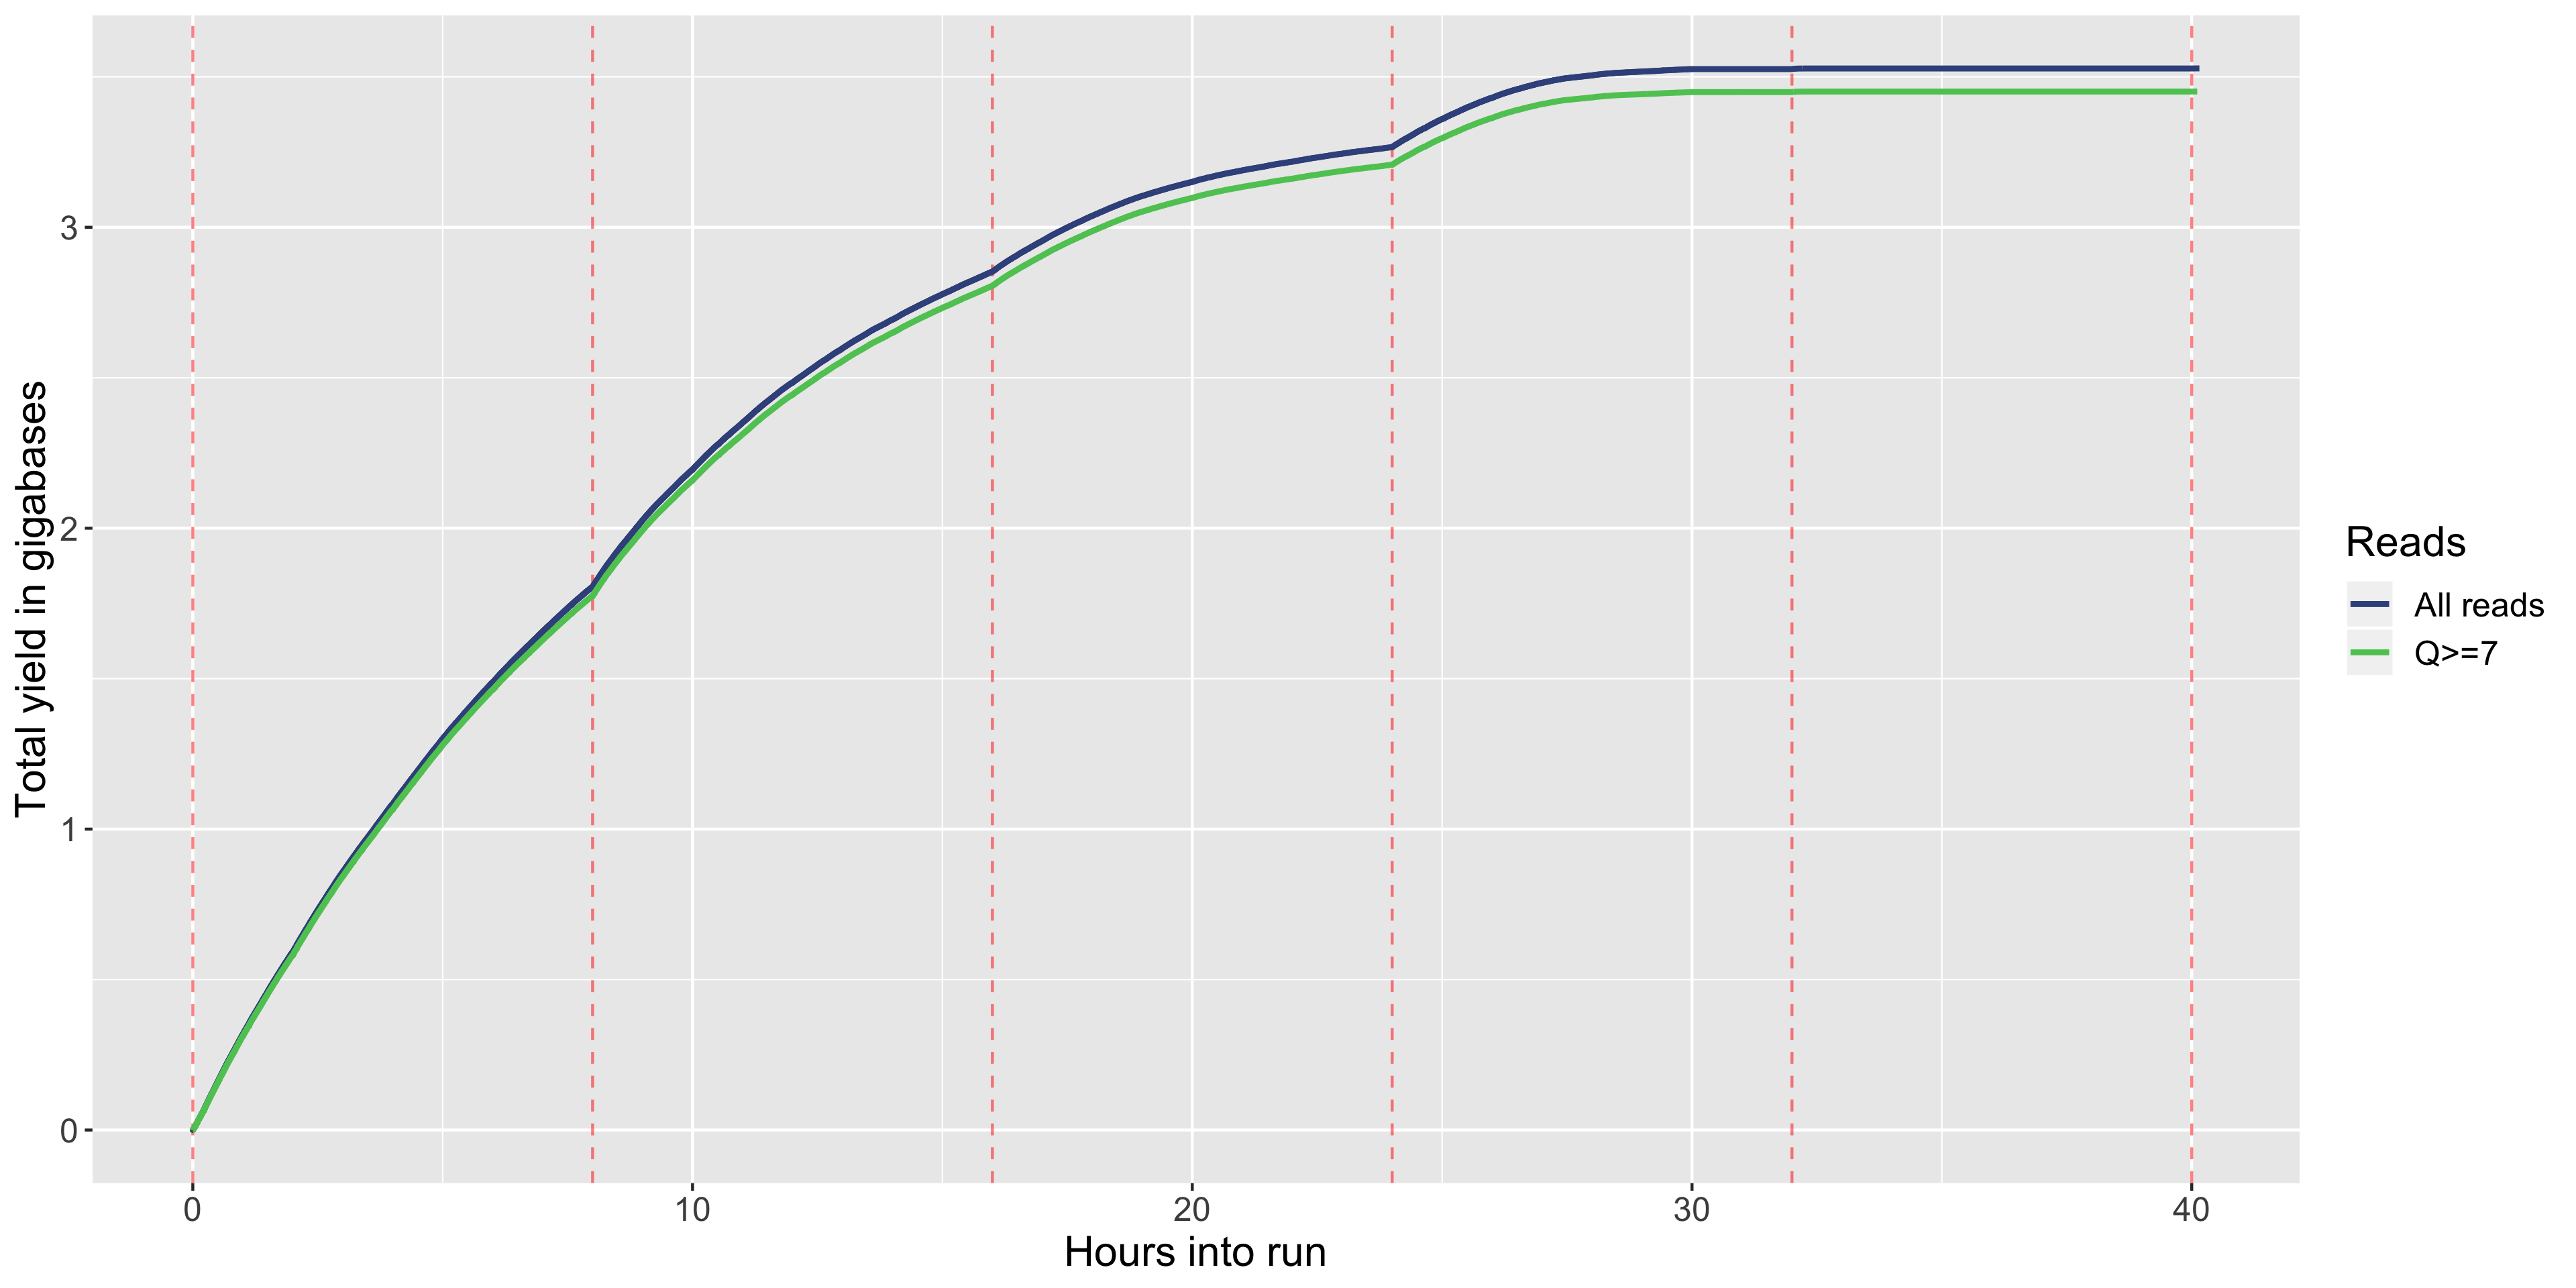 Total yield in gigabases
3
2
1
0
0 10 20 30 40
Hours into run
Reads
All reads
Q>=7